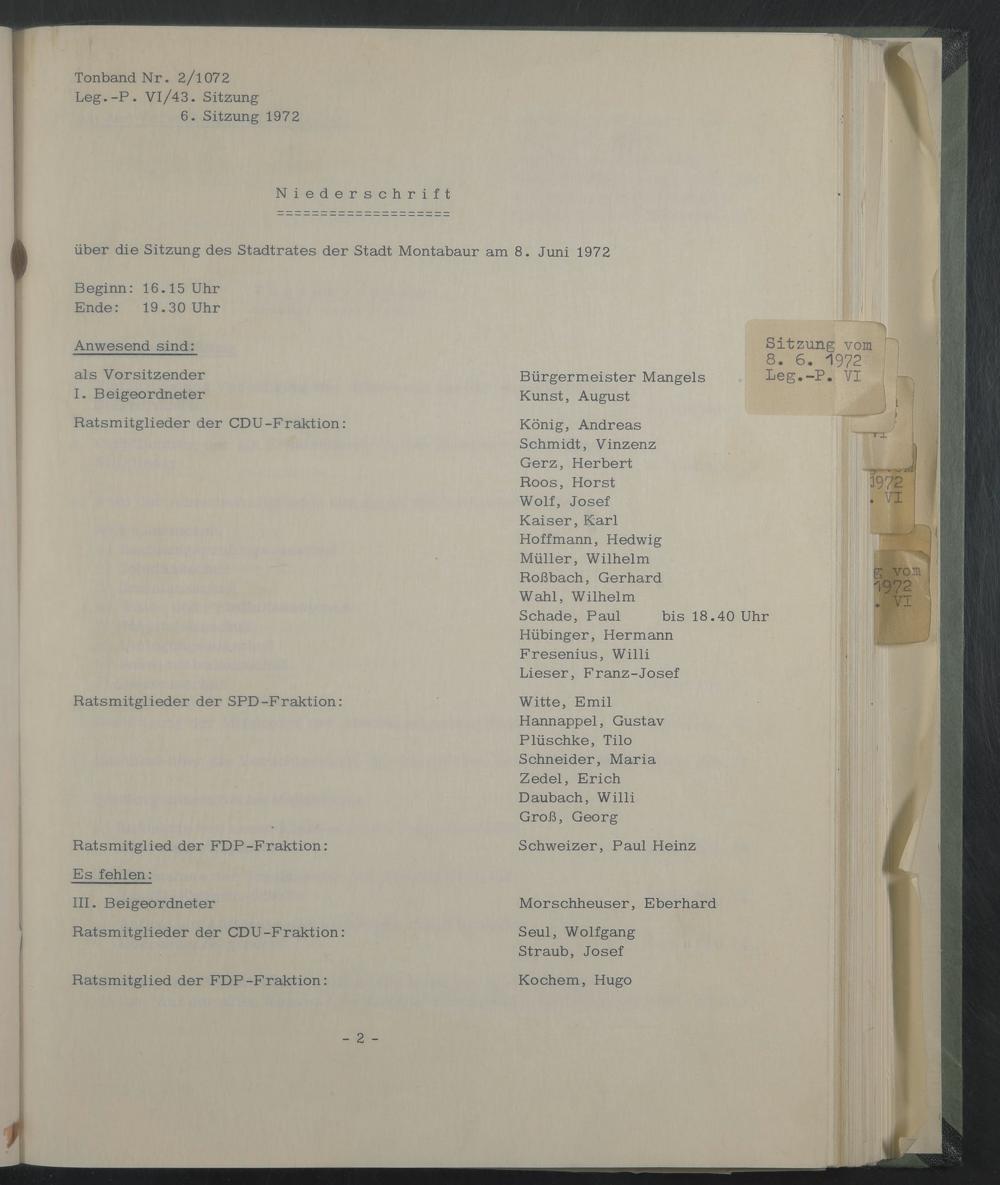 Tonband Nr. 2/1072
Leg.-P. VI/43. Sitzung
6. Sitzung 1972
Niederschrift
====================
über die Sitzung des Stadtrates der Stadt Montabaur am 8. Juni 1972
Beginn: 16.15 Uhr
Ende: 19.30 Uhr
Anwesend sind:
als Vorsitzender Bürgermeister Mangels
I. Beigeordneter Kunst, August
Ratsmitglieder der CDU-Fraktion: König, Andreas
Schmidt, Vinzenz
Gerz, Herbert
Roos, Horst
Wolf, Josef
Kaiser, Karl
Hoffmann, Hedwig
Müller, Wilhelm
Roßbach, Gerhard
Wahl, Wilhelm
Schade, Paul bis 18.40 Uhr
Hübinger, Hermann
Fresenius, Willi
Lieser, Franz-Josef
Ratsmitglieder der SPD-Fraktion: Witte, Emil
Hannappel, Gustav
Plüschke, Tilo
Schneider, Maria
Zedel, Erich
Daubach, Willi
Groß, Georg
Ratsmitglied der FDP-Fraktion: Schweizer, Paul Heinz
Es fehlen:
III. Beigeordneter Morschheuser, Eberhard
Ratsmitglieder der CDU-Fraktion: Seul, Wolfgang
Straub, Josef
Ratsmitglied der FDP-Fraktion: Kochem, Hugo
- 2 -
Sitzung vom
8. 6. 1972
Leg.-P. VI
1972
. VI
g vom
1972
. VI